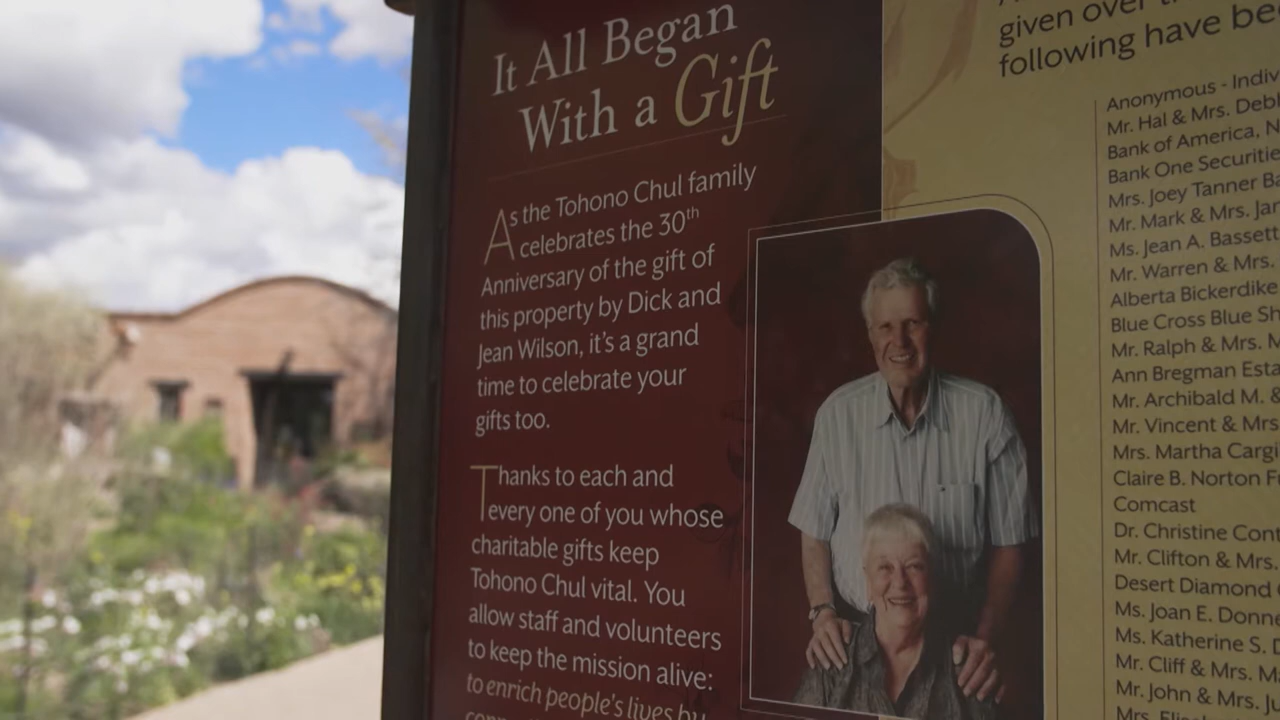 It All Began
With a Gift
As the Tohono Chul family
celebrates the 30th
Anniversary of the gift of
this property by Dick and
Jean Wilson, it's a grand
time to celebrate your
gifts too.
Thanks to each and
every one of you whose
charitable gifts keep
Tohono Chul vital. You
allow staff and volunteers
to keep the mission alive:
to enrich people's lives by
given over
following have
Anonymous - Indiv
Mr. Hal & Mrs. Deb
Bank of America, N
Bank One Securitie
Mrs. Joey Tanner Ba
Mr. Mark & Mrs. Jar
Ms. Jean A. Bassett
Mr. Warren & Mrs.
Alberta Bickerdike
Blue Cross Blue Sh
Mr. Ralph & Mrs. M
Ann Bregman Esta
Mr. Archibald M. &
Mr. Vincent & Mrs
Mrs. Martha Cargi
Claire B. Norton Fu
Comcast
Dr. Christine Cont
Mr. Clifton & Mrs.
Desert Diamond
Ms. Joan E. Donne
Ms. Katherine S. D
Mr. Cliff & Mrs. Ma
Mr. John & Mrs. Ju